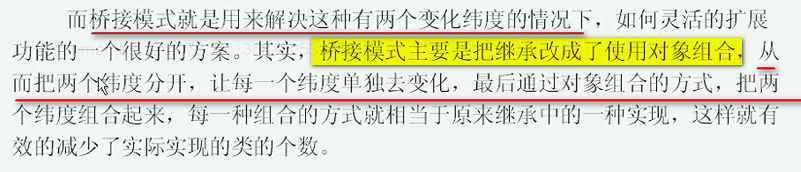 而桥接模式就是用来解决这种有两个变化纬度的情况下，如何灵活的扩展
功能的一个很好的方案。其实，桥接模式主要是把继承改成了使用对象组合，从
而把两个纬度分开，让每一个纬度单独去变化，最后通过对象组合的方式，把两
个纬度组合起来，每一种组合的方式就相当于原来继承中的一种实现，这样就有
效的减少了实际实现的类的个数。